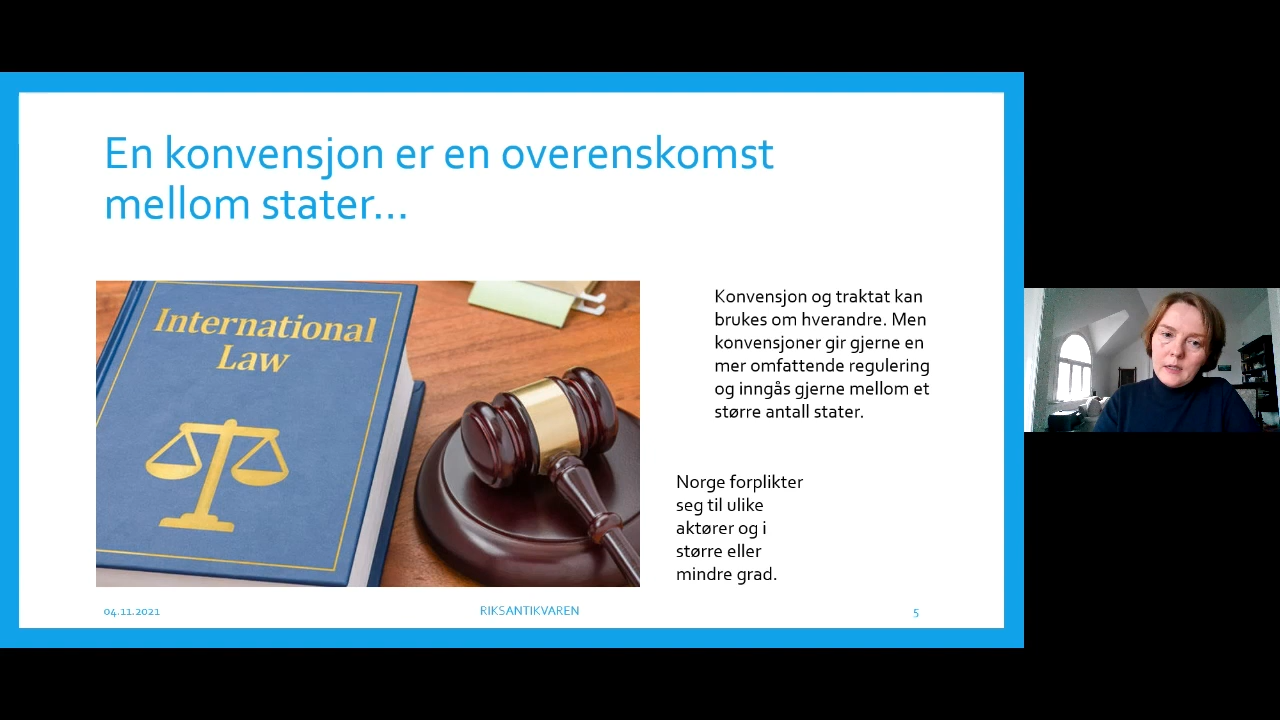 En konvensjon er en overenskomst
mellom stater...
International
Law
Konvensjon og traktat kan
brukes om hverandre. Men
konvensjoner gir gjerne en
mer omfattende regulering
og inngås gjerne mellom et
større antall stater.
Norge forplikter
seg til ulike
aktører og i
større eller
mindre grad.
04.11.2021
RIKSANTIKVAREN
5